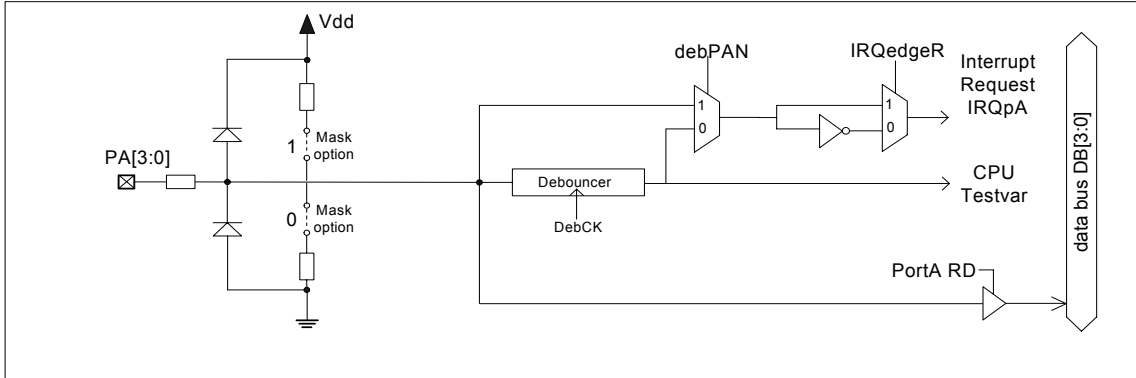 Vdd
debPAN
IRQedgeR
Interrupt
Request
IRQpA
1
0
1
0
1
Mask
option
PA[3:0]
0
Mask
option
Debouncer
DebCK
CPU
Testvar
PortA RD
data bus DB[3:0]